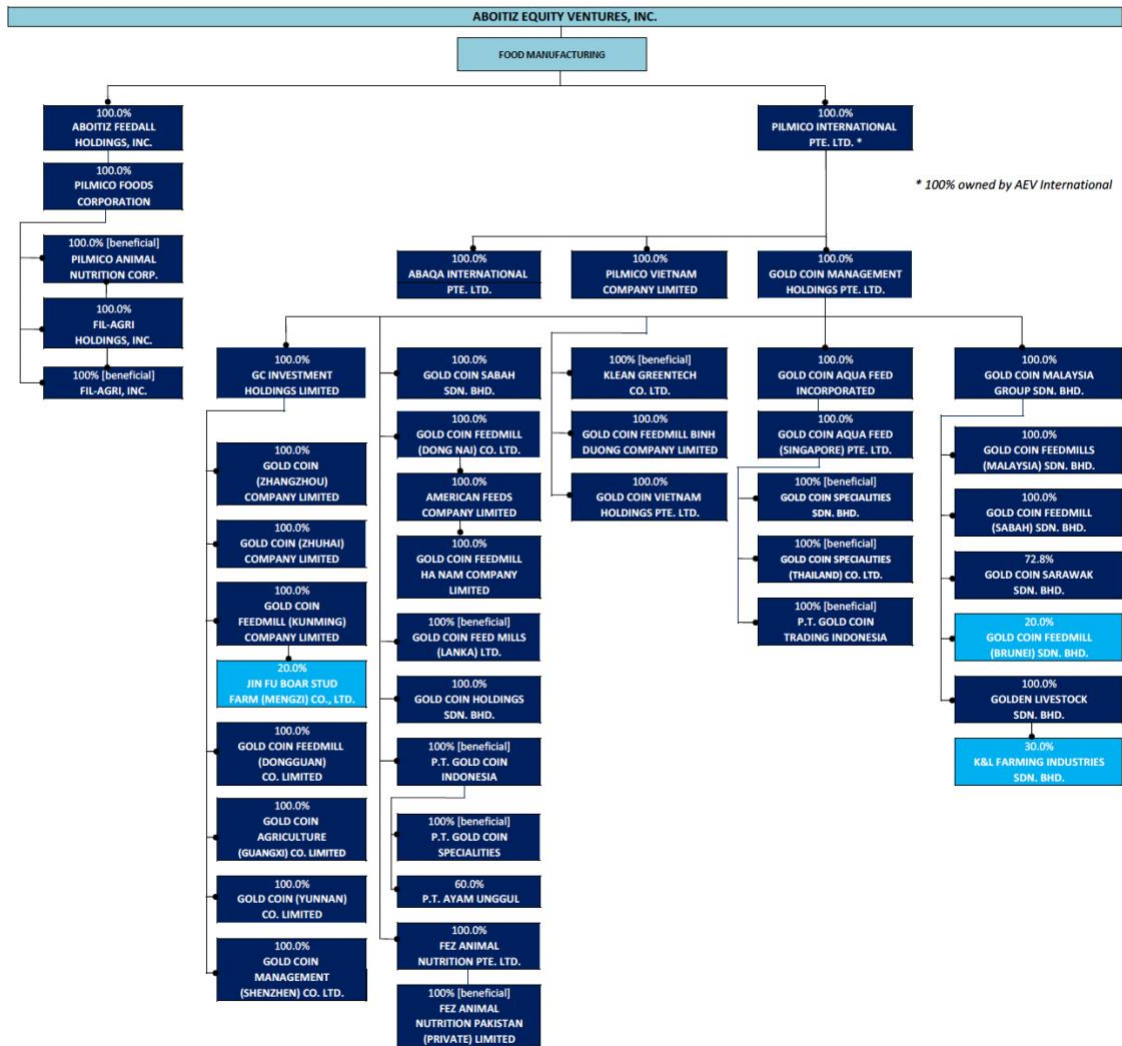 ABOITIZ EQUITY VENTURES, INC.
FOOD MANUFACTURING
100.0%
ABOITIZ FEEDALL
HOLDINGS, INC.
100.0%
PILMICO INTERNATIONAL
PTE. LTD. *
100.0%
PILMICO FOODS
CORPORATION
* 100% owned by AEV International
100.0% [beneficial]
PILMICO ANIMAL
NUTRITION CORP.
100.0%
FIL-AGRI
HOLDINGS, INC.
100% [beneficial]
FIL-AGRI, INC.
100.0%
ABAQA INTERNATIONAL
PTE. LTD.
100.0%
PILMICO VIETNAM
COMPANY LIMITED
100.0%
GOLD COIN MANAGEMENT
HOLDINGS PTE. LTD.
100.0%
GC INVESTMENT
HOLDINGS LIMITED
100.0%
GOLD COIN
(ZHANGZHOU)
COMPANY LIMITED
100.0%
GOLD COIN (ZHUHAI)
COMPANY LIMITED
100.0%
GOLD COIN
FEEDMILL (KUNMING)
COMPANY LIMITED
20.0%
JIN FU BOAR STUD
FARM (MENGZI) CO., LTD.
100.0%
GOLD COIN FEEDMILL
(DONGGUAN)
CO. LIMITED
100.0%
GOLD COIN
AGRICULTURE
(GUANGXI) CO. LIMITED
100.0%
GOLD COIN (YUNNAN)
CO. LIMITED
100.0%
GOLD COIN
MANAGEMENT
(SHENZHEN) CO. LTD.
100.0%
GOLD COIN SABAH
SDN. BHD.
100.0%
GOLD COIN FEEDMILL
(DONG NAI) CO. LTD.
100.0%
AMERICAN FEEDS
COMPANY LIMITED
100.0%
GOLD COIN FEEDMILL
HA NAM COMPANY
LIMITED
100% [beneficial]
GOLD COIN FEED MILLS
(LANKA) LTD.
100.0%
GOLD COIN HOLDINGS
SDN. BHD.
100% [beneficial]
P.T. GOLD COIN
INDONESIA
100% [beneficial]
P.T. GOLD COIN
SPECIALITIES
60.0%
P.T. AYAM UNGGUL
100.0%
FEZ ANIMAL
NUTRITION PTE. LTD.
100% [beneficial]
FEZ ANIMAL
NUTRITION PAKISTAN
(PRIVATE) LIMITED
100% [beneficial]
KLEAN GREENTECH
CO. LTD.
100.0%
GOLD COIN FEEDMILL BINH
DUONG COMPANY LIMITED
100.0%
GOLD COIN VIETNAM
HOLDINGS PTE. LTD.
100.0%
GOLD COIN AQUA FEED
INCORPORATED
100.0%
GOLD COIN AQUA FEED
(SINGAPORE) PTE. LTD.
100% [beneficial]
GOLD COIN SPECIALITIES
SDN. BHD.
100% [beneficial]
GOLD COIN SPECIALITIES
(THAILAND) CO. LTD.
100% [beneficial]
P.T. GOLD COIN
TRADING INDONESIA
100.0%
GOLD COIN MALAYSIA
GROUP SDN. BHD.
100.0%
GOLD COIN FEEDMILLS
(MALAYSIA) SDN. BHD.
100.0%
GOLD COIN FEEDMILL
(SABAH) SDN. BHD.
72.8%
GOLD COIN SARAWAK
SDN. BHD.
20.0%
GOLD COIN FEEDMILL
(BRUNEI) SDN. BHD.
100.0%
GOLDEN LIVESTOCK
SDN. BHD.
30.0%
K&L FARMING INDUSTRIES
SDN. BHD.